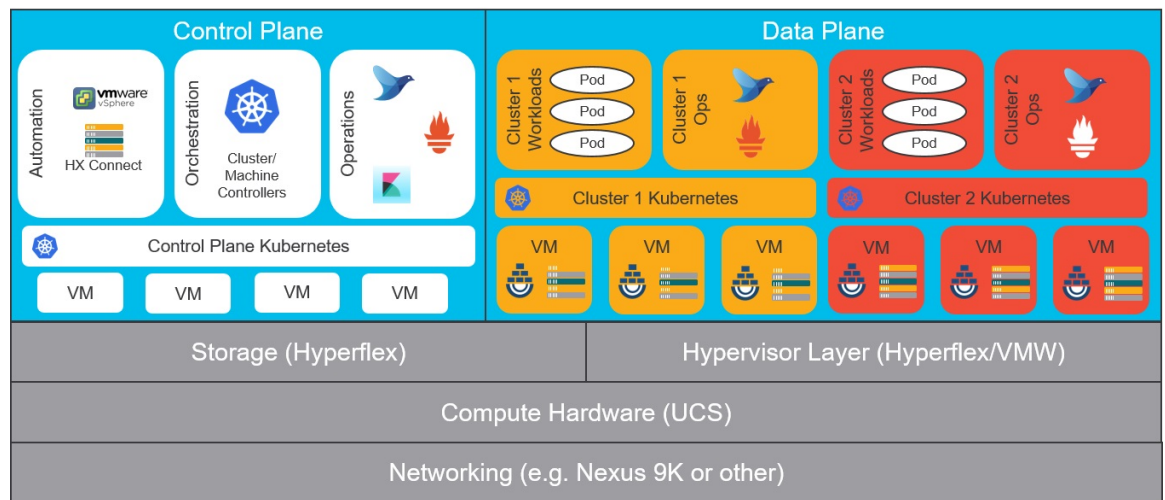 Control Plane
Data Plane
Automation
vmware
vSphere
HX Connect
Orchestration
Cluster/
Machine
Controllers
Operations
Cluster 1
Workloads
Pod
Pod
Pod
Cluster 1
Ops
Cluster 2
Workloads
Pod
Pod
Pod
Cluster 2
Ops
Control Plane Kubernetes
Cluster 1 Kubernetes
Cluster 2 Kubernetes
VM
VM
VM
VM
VM
VM
VM
VM
VM
VM
Storage (Hyperflex)
Hypervisor Layer (Hyperflex/VMW)
Compute Hardware (UCS)
Networking (e.g. Nexus 9K or other)